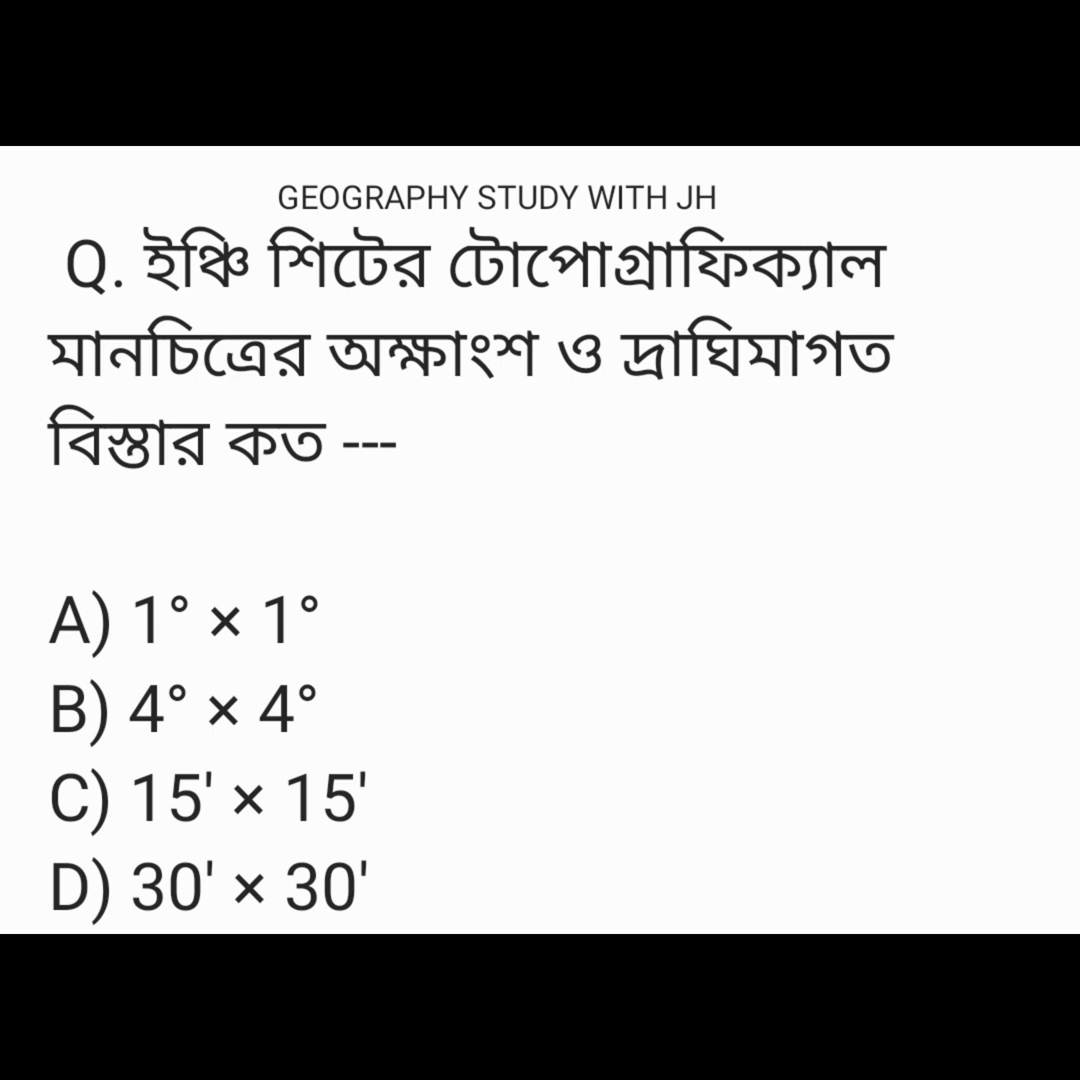 GEOGRAPHY STUDY WITH JH
Q. ইঞ্চি শিটের টোপোগ্রাফিক্যাল
মানচিত্রের অক্ষাংশ ও দ্রাঘিমাগত
বিস্তার কত ---
A) 1° × 1°
B) 4° × 4°
C) 15' × 15'
D) 30' × 30'